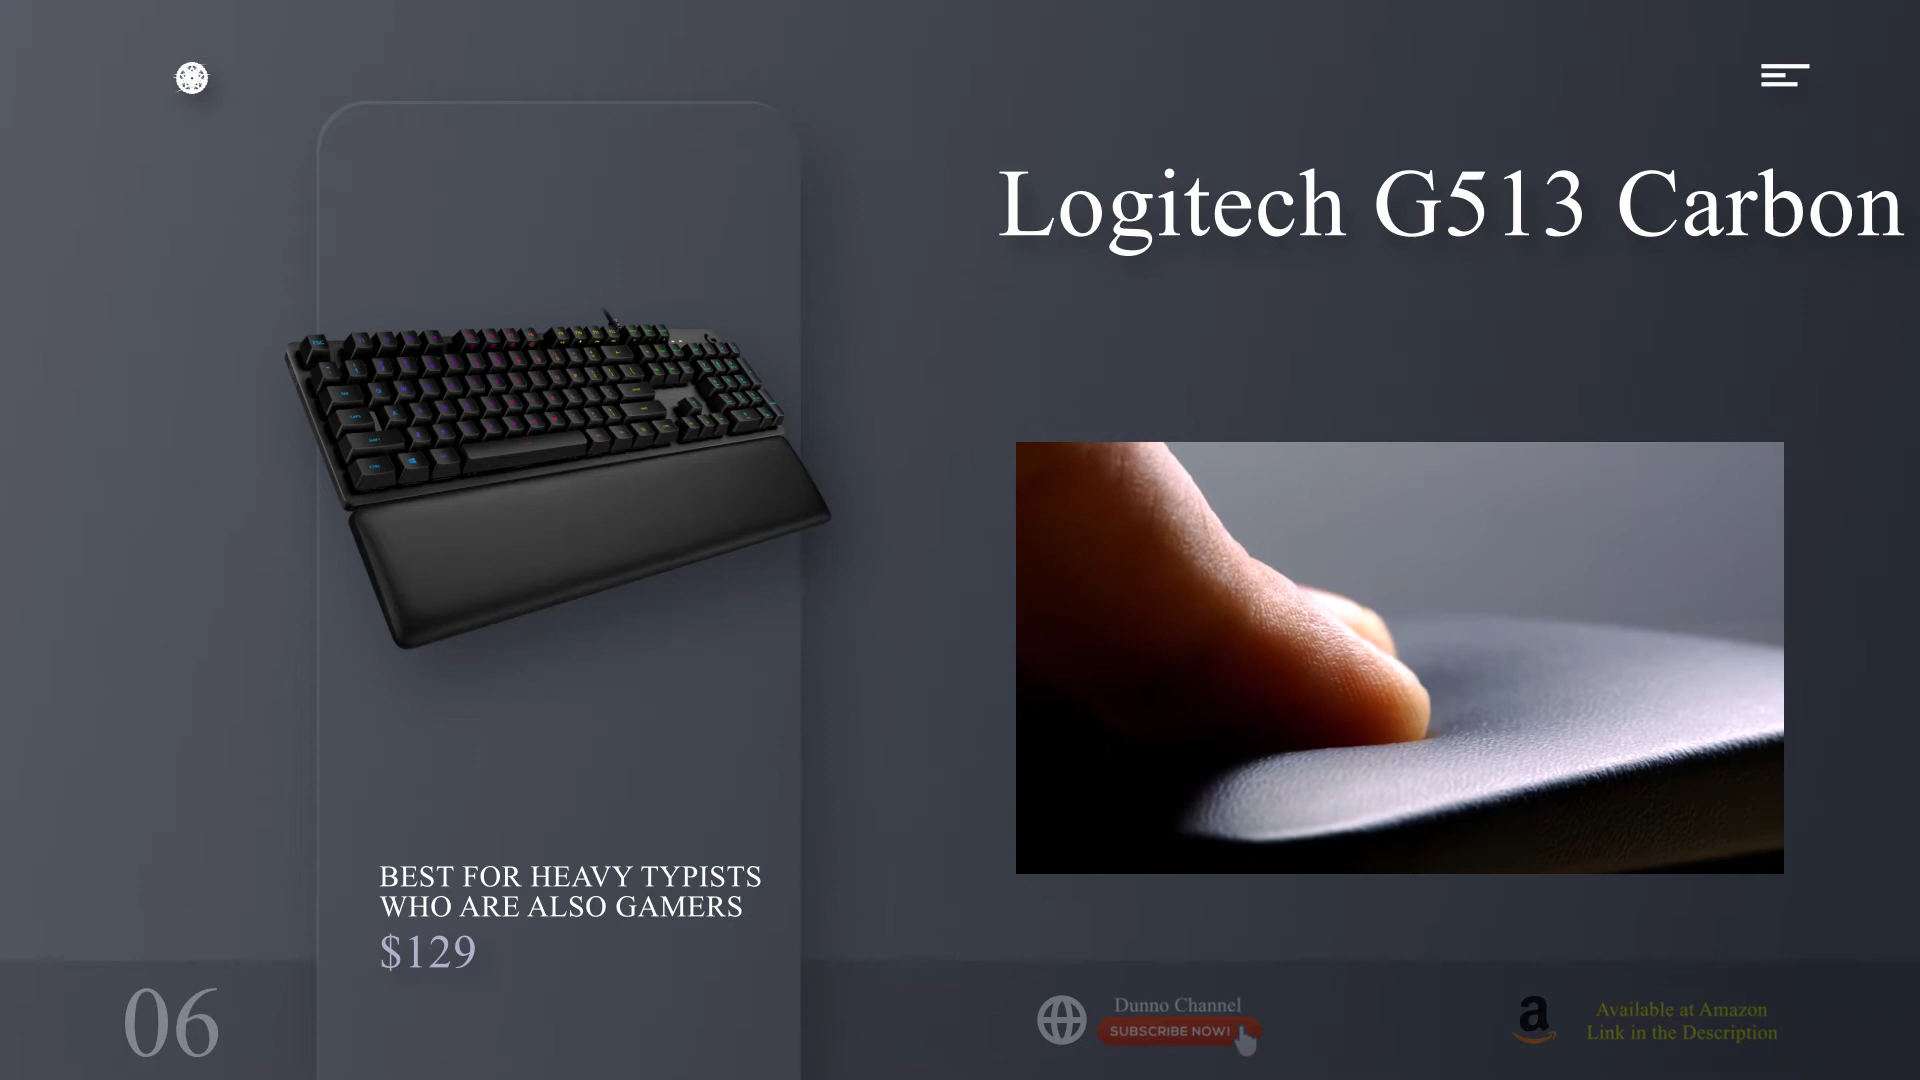 Logitech G513 Carbon
BEST FOR HEAVY TYPISTS
WHO ARE ALSO GAMERS
$129
06
Dunno Channel
SUBSCRIBE NOW!
a
Available at Amazon
Link in the Description